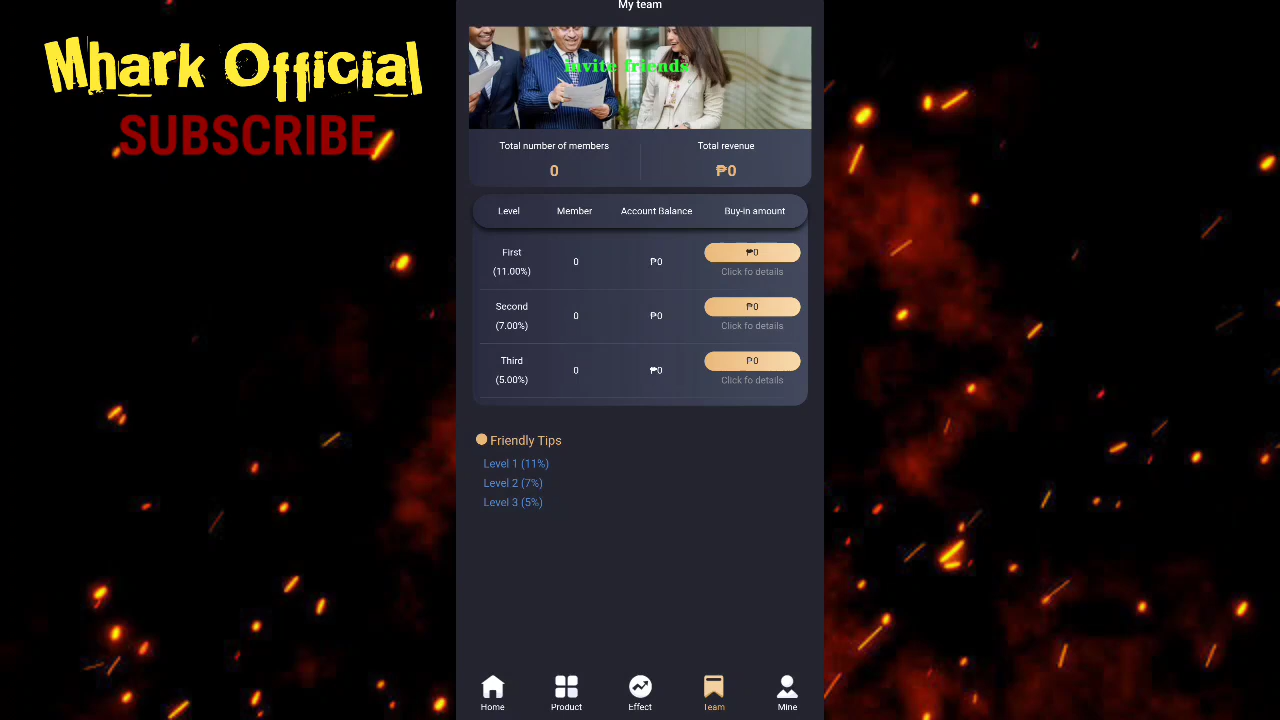 Mhark Official
SUBSCRIBE
My team
invite friends
Total number of members
Total revenue
0
₱0
Level
Member
Account Balance
Buy-in amount
First
(11.00%)
0
₱0
₱0
Click fo details
Second
(7.00%)
0
₱0
₱0
Click fo details
Third
(5.00%)
0
₱0
₱0
Click fo details
Friendly Tips
Level 1 (11%)
Level 2 (7%)
Level 3 (5%)
Home
Product
Effect
Team
Mine